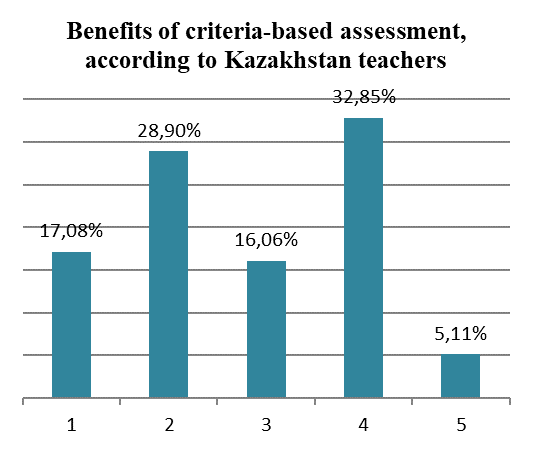 Benefits of criteria-based assessment,
according to Kazakhstan teachers
32,85%
28,90%
17,08%
16,06%
5,11%
1 2 3 4 5